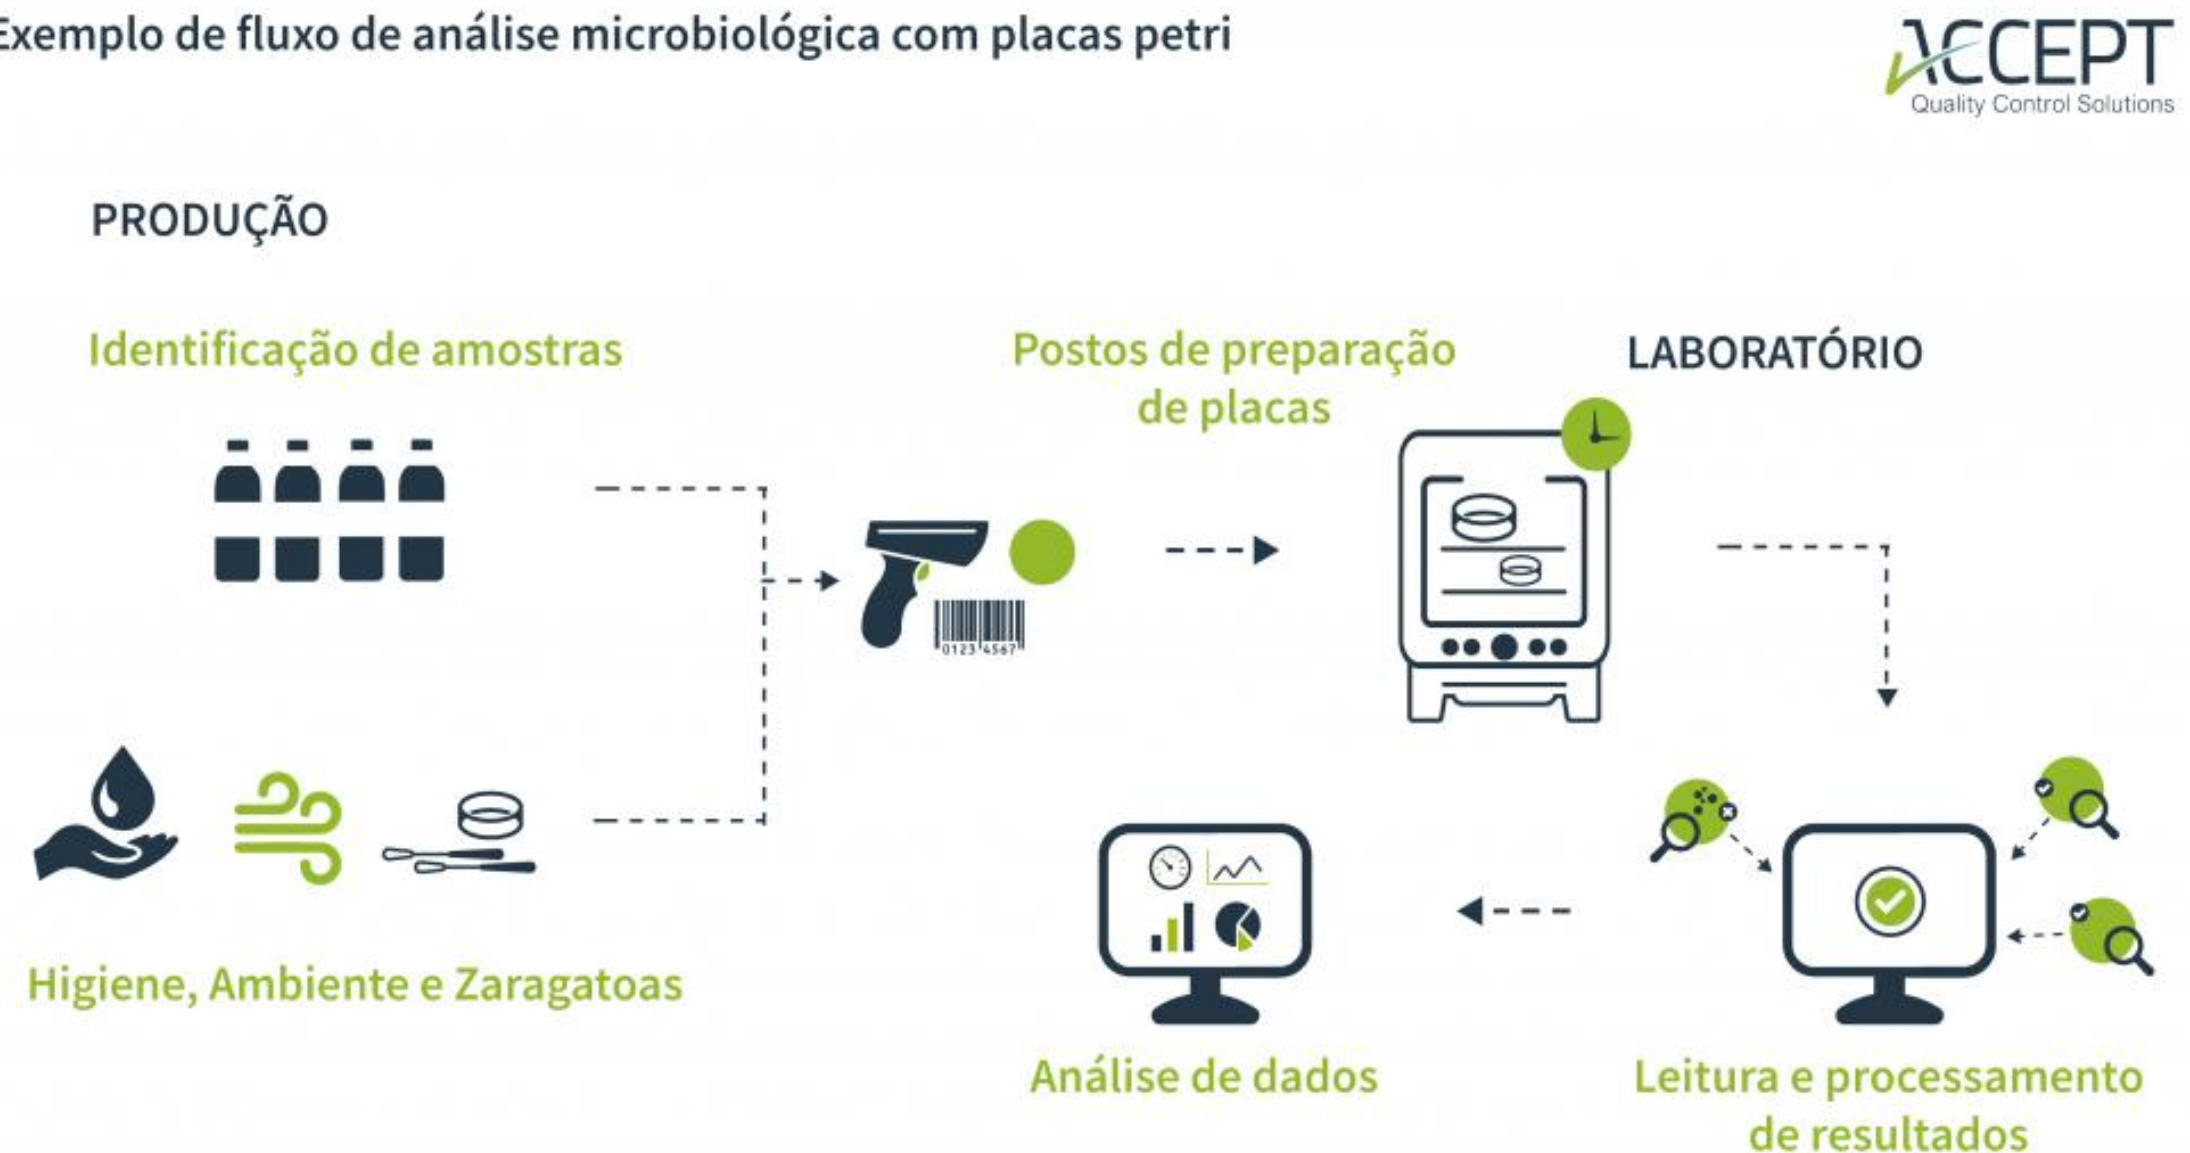 Exemplo de fluxo de análise microbiológica com placas petri
ACCEPT
Quality Control Solutions
PRODUÇÃO
Identificação de amostras
Postos de preparação
de placas
LABORATÓRIO
0123 4567
Higiene, Ambiente e Zaragatoas
Análise de dados
Leitura e processamento
de resultados